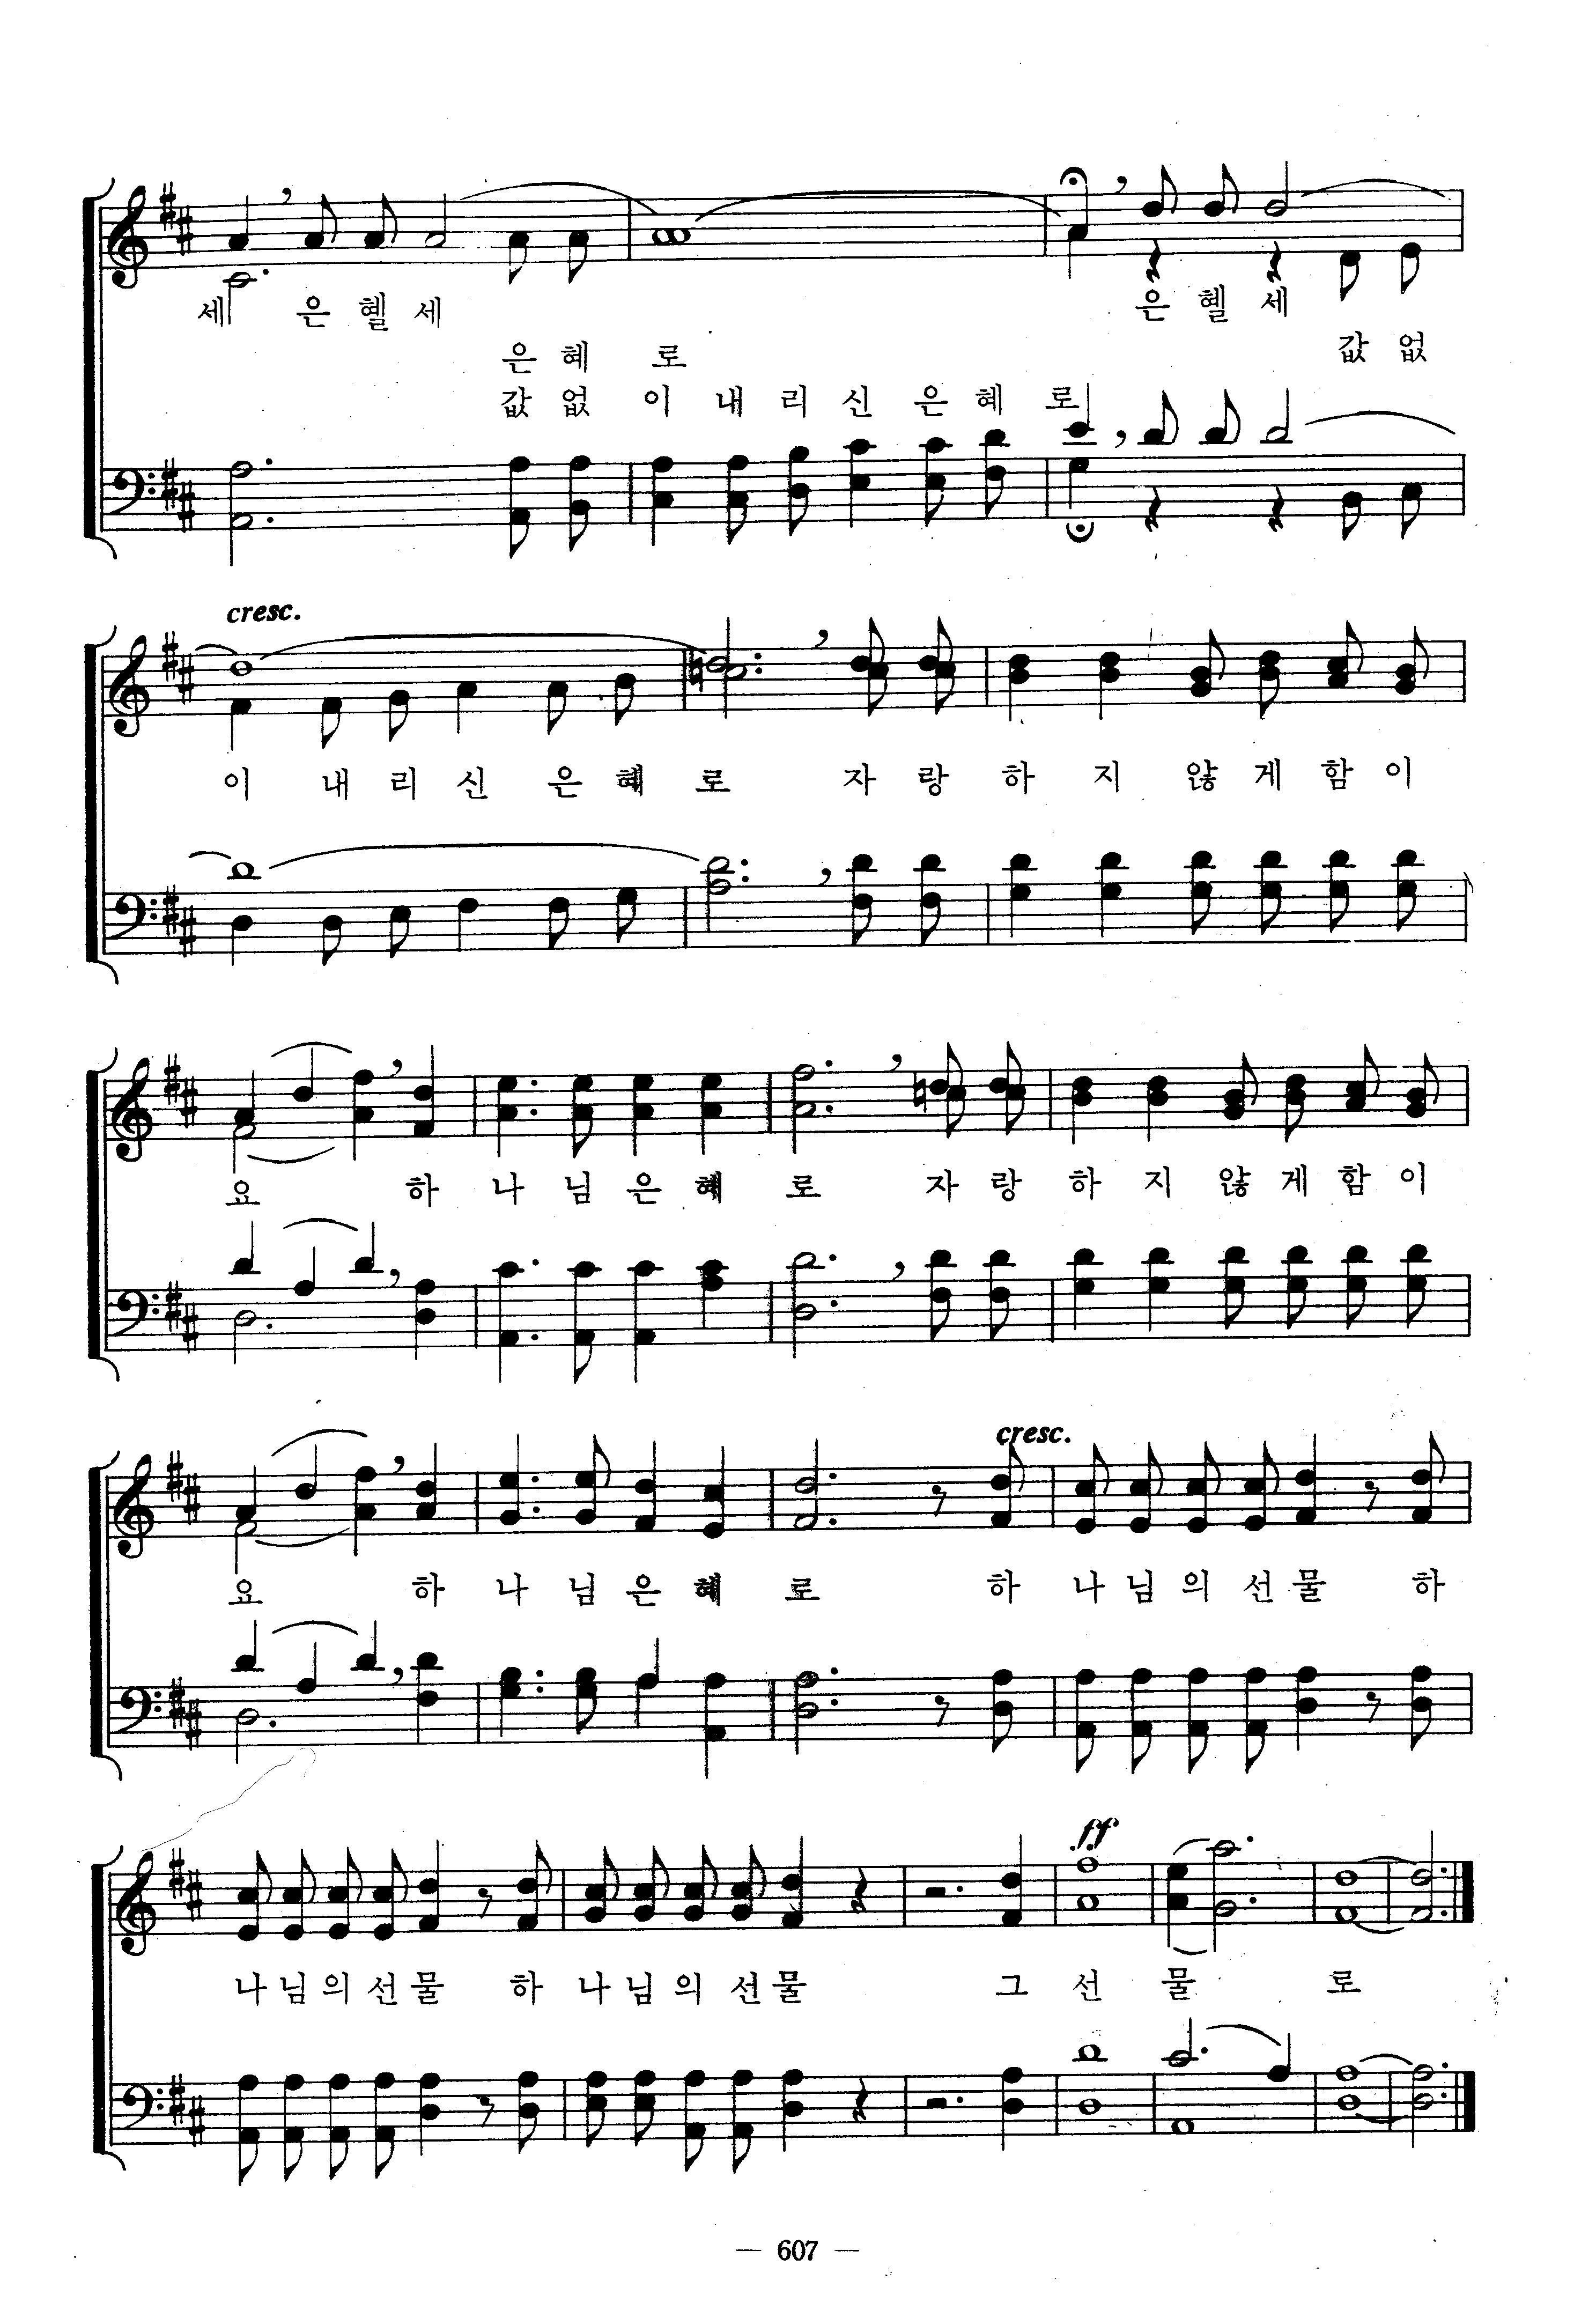 세 은 혤 세 은 혤 세
은 혜 로 값 없
값 없 이 내 리 신 은 혜 로
cresc.
이 내 리 신 은 혜 로 자 랑 하 지 않 게 함 이
요 하 나 님 은 혜 로 자 랑 하 지 않 게 함 이
cresc.
요 하 나 님 은 혜 로 하 나 님 의 선 물 하
ff
나 님 의 선 물 하 나 님 의 선 물 그 선 물 로
— 607 —